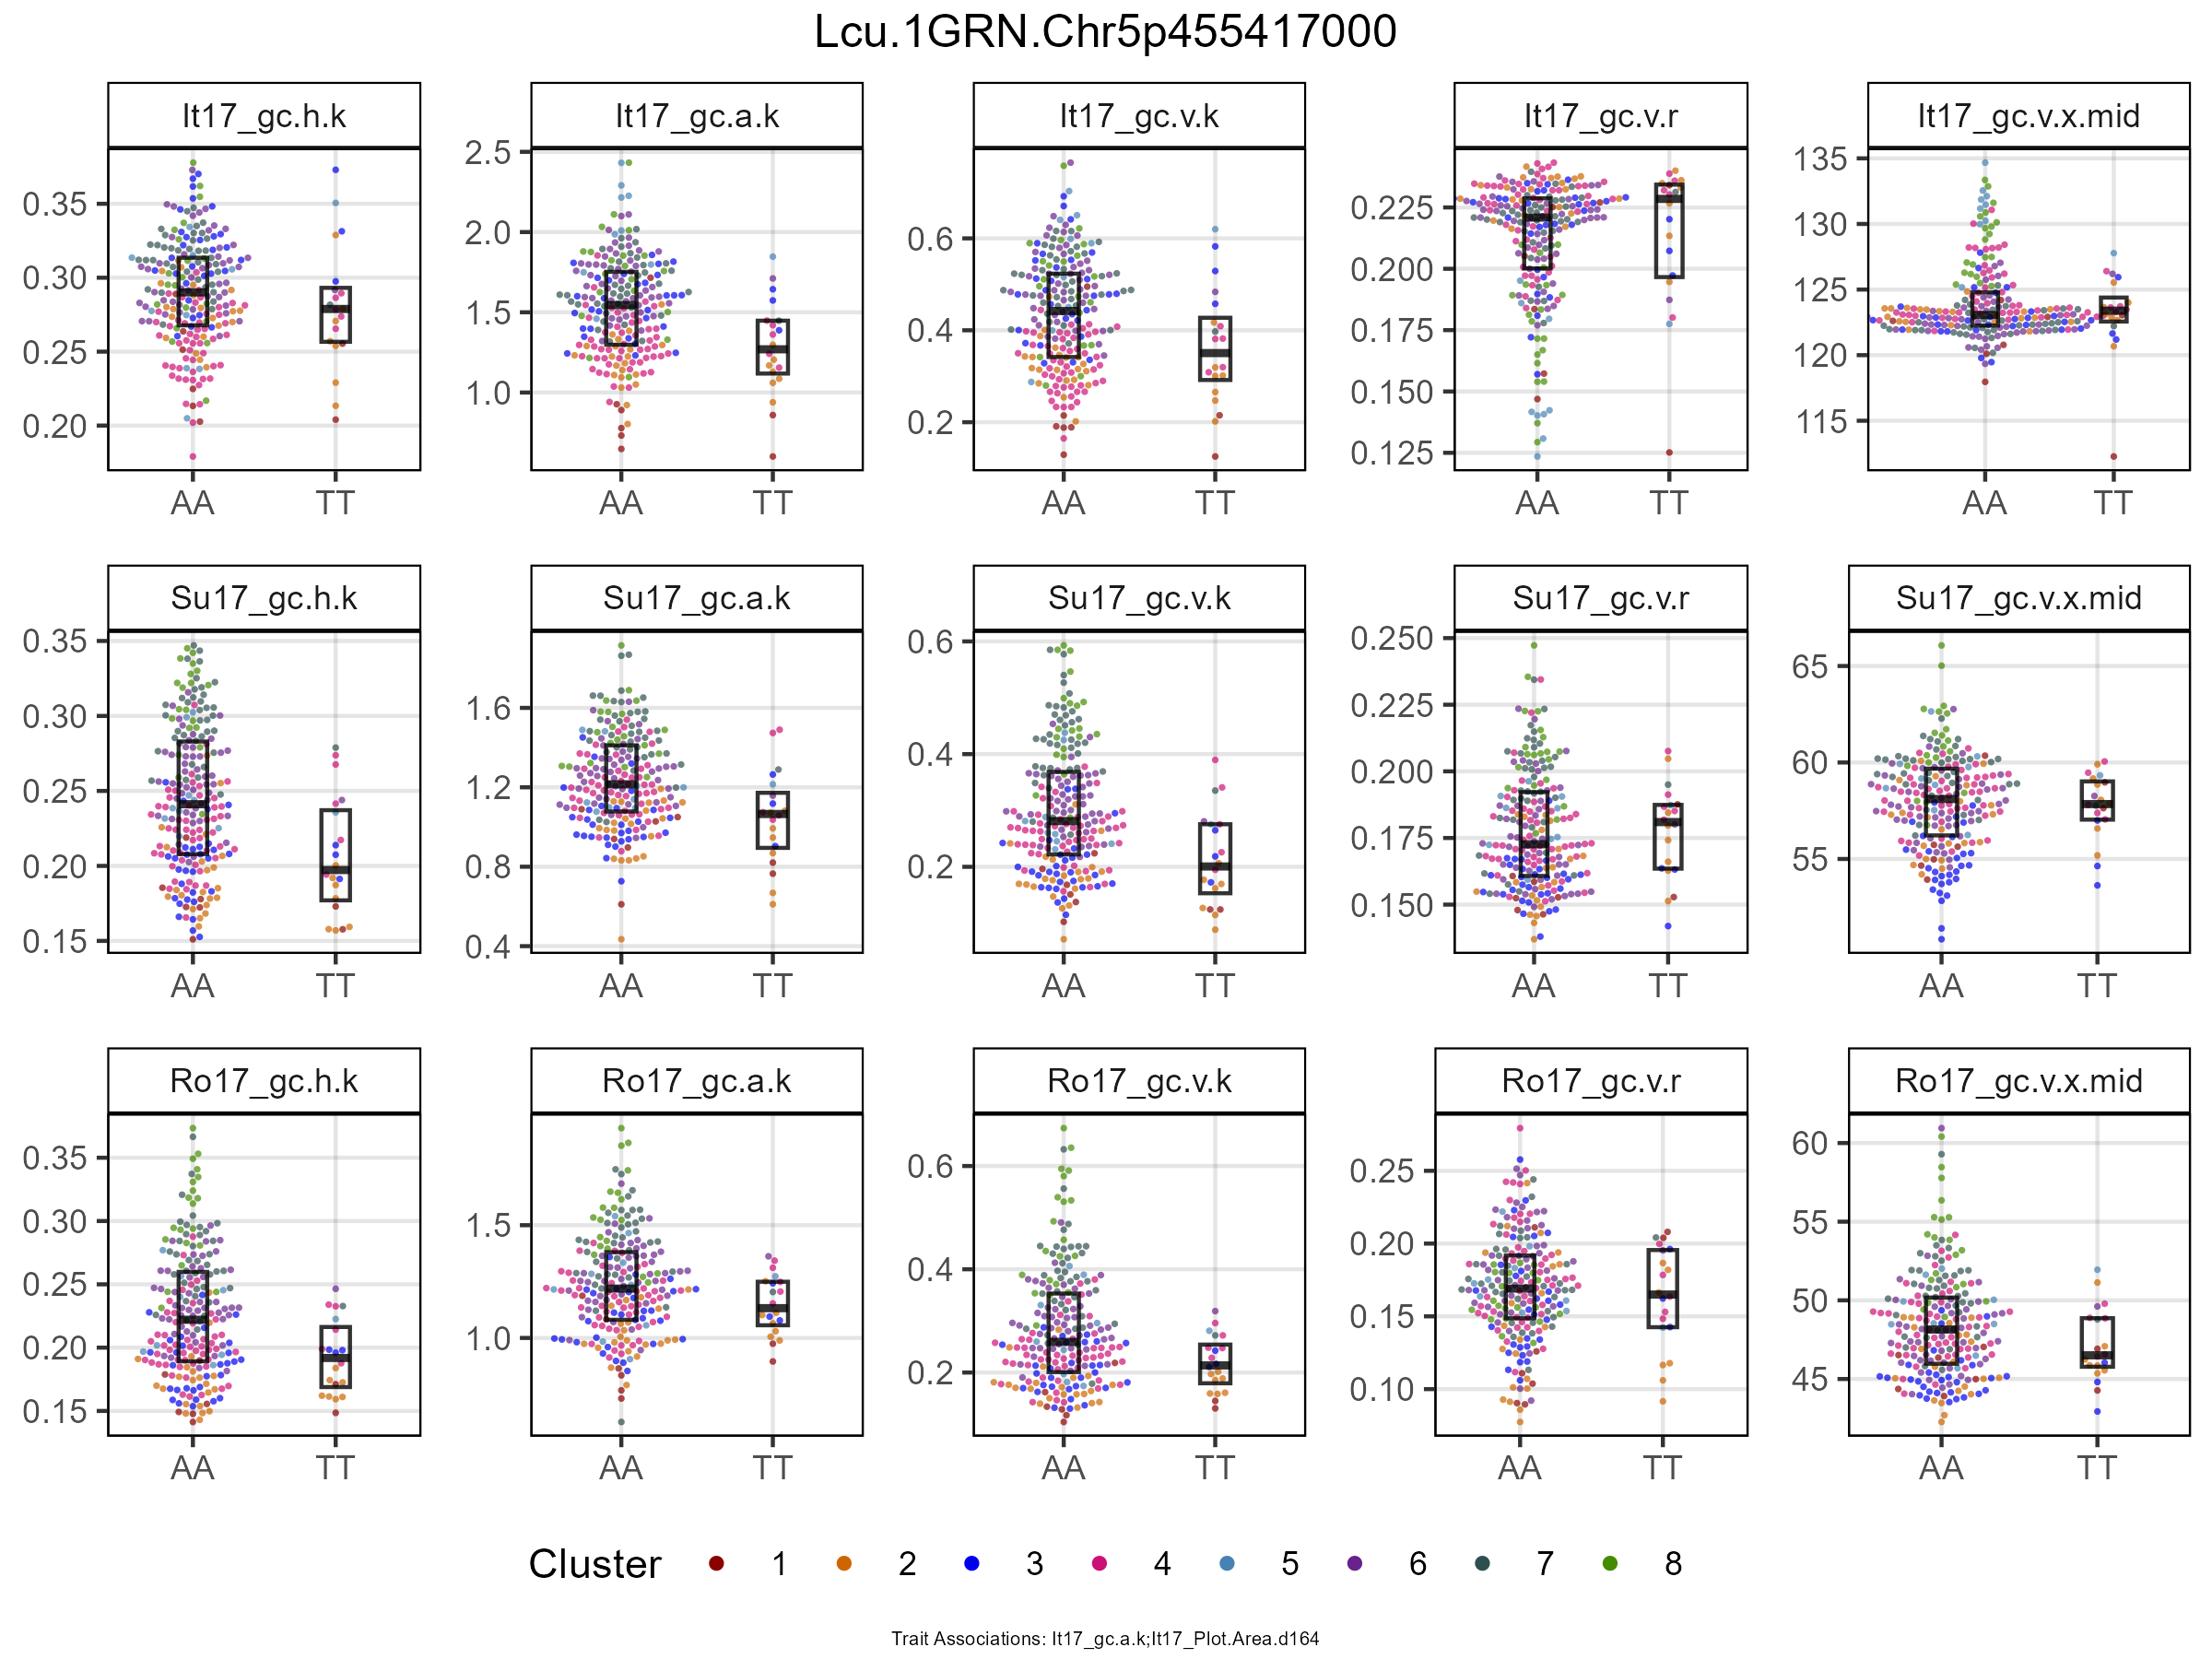 Lcu.1GRN.Chr5p455417000
It17_gc.h.k It17_gc.a.k It17_gc.v.k It17_gc.v.r It17_gc.v.x.mid
0.35 0.30 0.25 0.20
2.5 2.0 1.5 1.0
0.6 0.4 0.2
0.225 0.200 0.175 0.150 0.125
135 130 125 120 115
AA TT AA TT AA TT AA TT AA TT
Su17_gc.h.k Su17_gc.a.k Su17_gc.v.k Su17_gc.v.r Su17_gc.v.x.mid
0.35 0.30 0.25 0.20 0.15
1.6 1.2 0.8 0.4
0.6 0.4 0.2
0.250 0.225 0.200 0.175 0.150
65 60 55
AA TT AA TT AA TT AA TT AA TT
Ro17_gc.h.k Ro17_gc.a.k Ro17_gc.v.k Ro17_gc.v.r Ro17_gc.v.x.mid
0.35 0.30 0.25 0.20 0.15
1.5 1.0
0.6 0.4 0.2
0.25 0.20 0.15 0.10
60 55 50 45
AA TT AA TT AA TT AA TT AA TT
Cluster 1 2 3 4 5 6 7 8
Trait Associations: It17_gc.a.k;It17_Plot.Area.d164